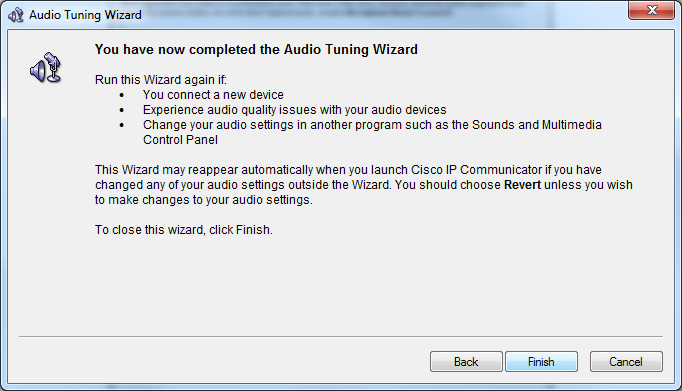 Audio Tuning Wizard
You have now completed the Audio Tuning Wizard
Run this Wizard again if:
• You connect a new device
• Experience audio quality issues with your audio devices
• Change your audio settings in another program such as the Sounds and Multimedia
Control Panel
This Wizard may reappear automatically when you launch Cisco IP Communicator if you have
changed any of your audio settings outside the Wizard. You should choose Revert unless you wish
to make changes to your audio settings.
To close this wizard, click Finish.
Back Finish Cancel